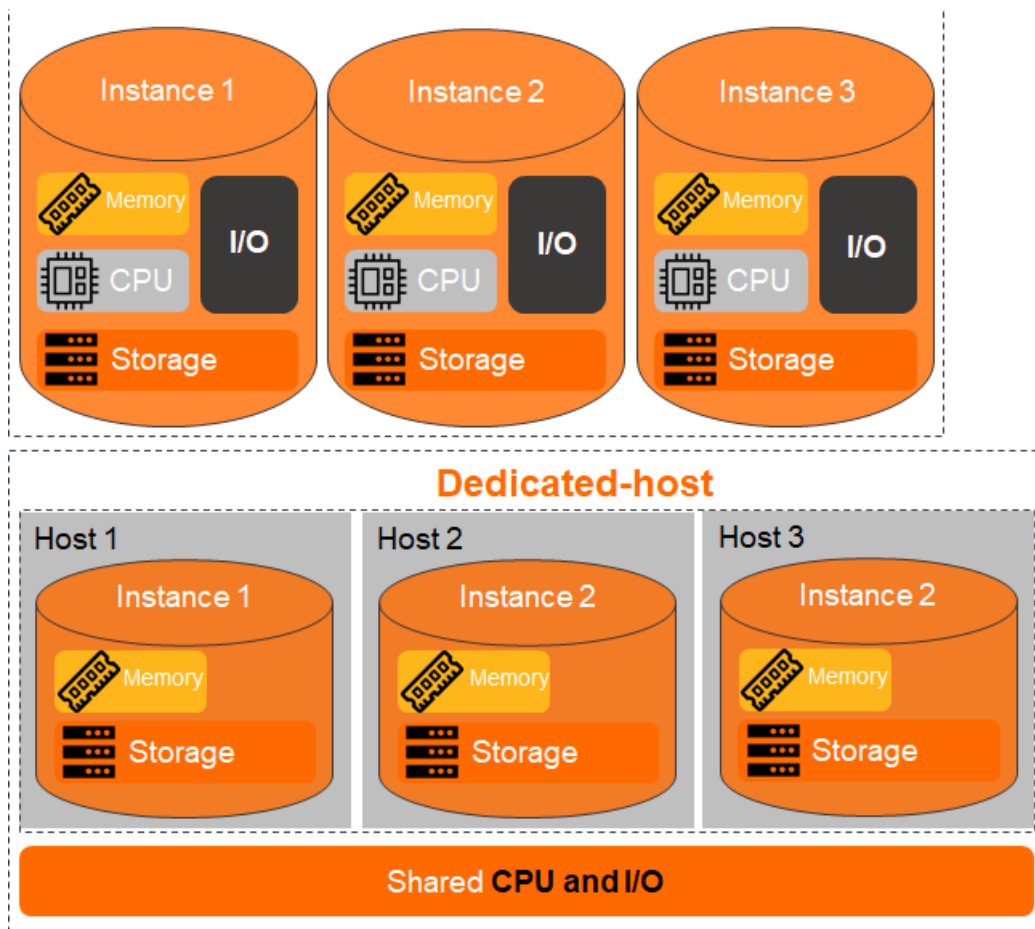 Instance 1
Instance 2
Instance 3
Memory
I/O
CPU
Storage
Memory
I/O
CPU
Storage
Memory
I/O
CPU
Storage
Dedicated-host
Host 1
Host 2
Host 3
Instance 1
Instance 2
Instance 2
Memory
Storage
Memory
Storage
Memory
Storage
Shared CPU and I/O